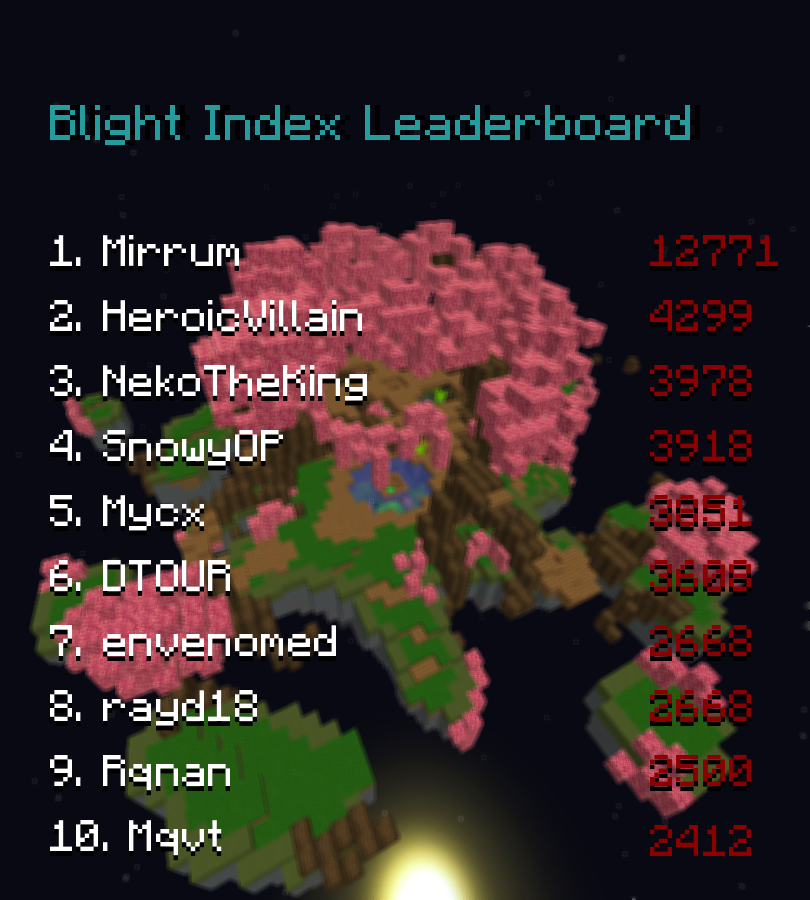 Blight Index Leaderboard
1. Mirrum 12771
2. HeroicVillain 4299
3. NekoTheKing 3978
4. SnowyOP 3918
5. Mycx 3851
6. DTOUR 3608
7. envenomed 2668
8. rayd18 2668
9. Rqnan 2500
10. Mqvt 2412